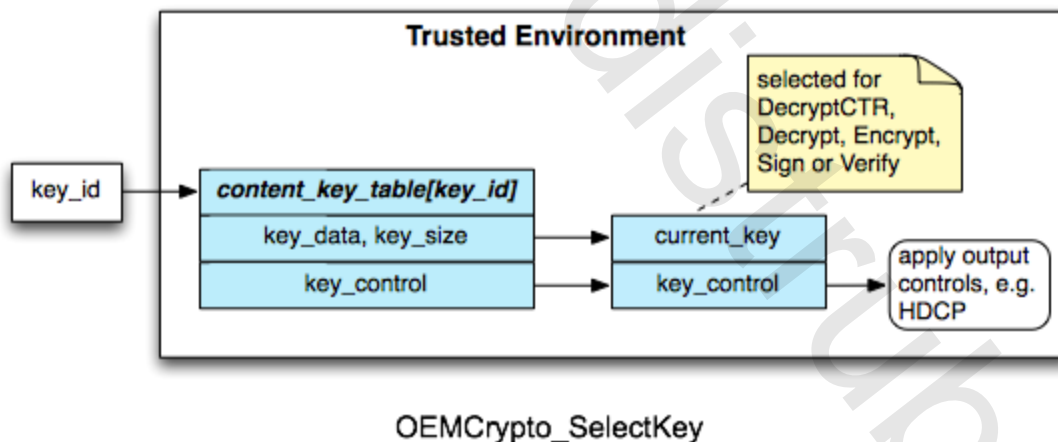 Trusted Environment
selected for
DecryptCTR,
Decrypt, Encrypt,
Sign or Verify
key_id
content_key_table[key_id]
key_data, key_size
current_key
key_control
key_control
apply output
controls, e.g.
HDCP
OEMCrypto_SelectKey